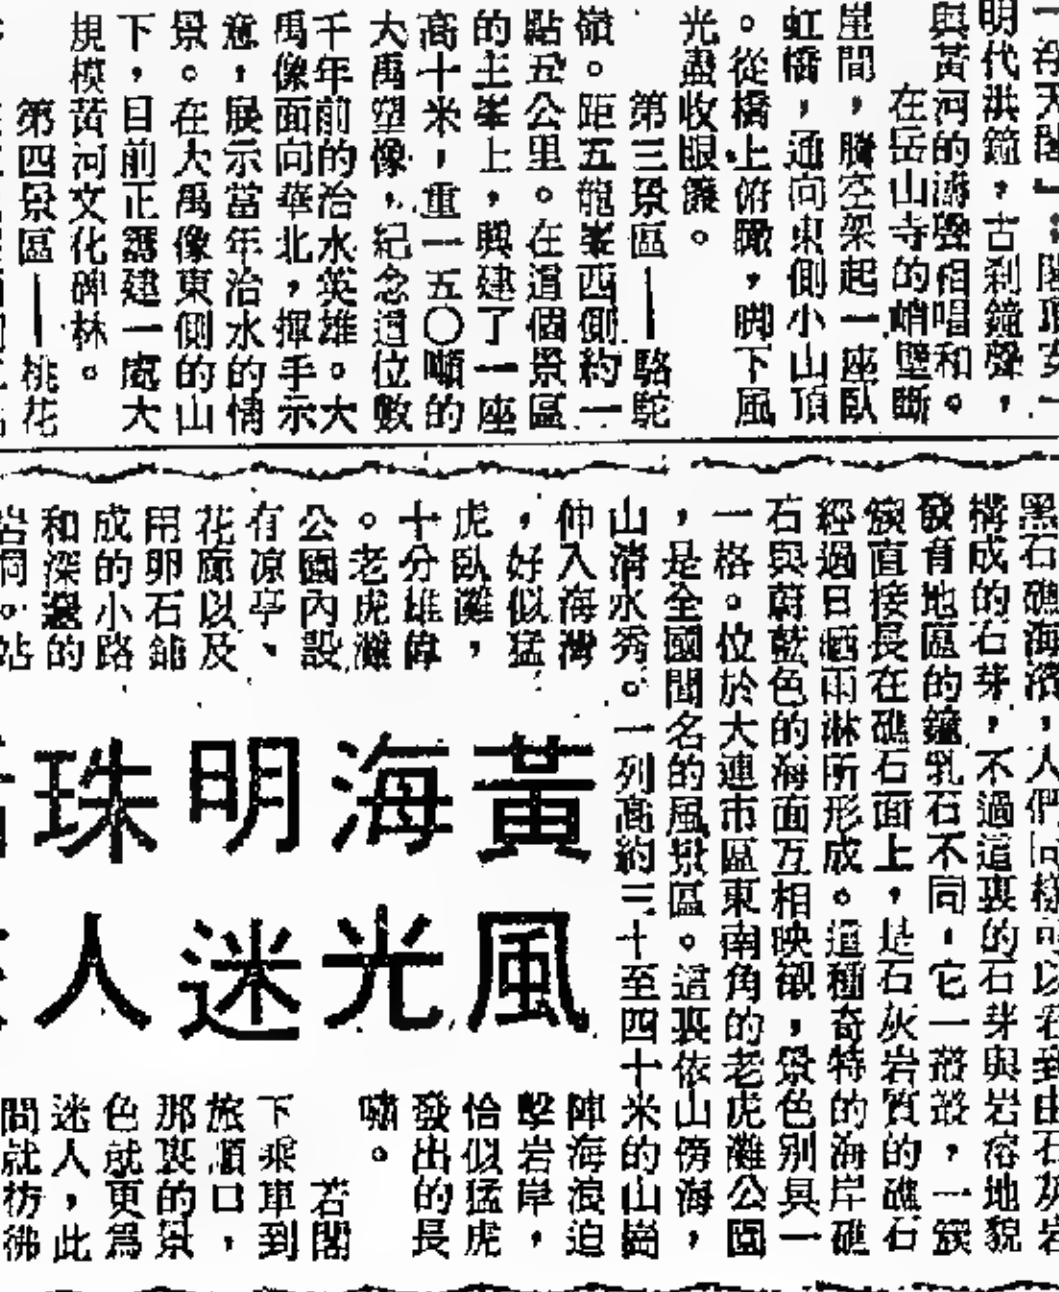 明代洪鐘，古刹鐘聲，
與黃河的濤聲相唱和。
在岳山寺的峭壁斷
崖間，騰空架起一座臥
虹橋，通向東側小山頂
。從橋上俯瞰，脚下風
光盡收眼簾。
第三景區——駱駝
嶺。距五龍峯西側約一
點五公里。在這個景區
的主峯上，興建了一座
高十米，重一五〇噸的
大禹塑像，紀念這位數
千年前的治水英雄。大
禹像面向華北，揮手示
意，展示當年治水的情
景。在大禹像東側的山
下，目前正籌建一處大
規模黃河文化碑林。
第四景區——桃花
黃海明珠
風光迷人
黑石礁海濱，人們同樣可以看到由石灰岩
構成的石芽，不過這裏的石芽與岩溶地貌
發育地區的鐘乳石不同，它一叢叢，一簇
簇直接長在礁石面上，是石灰岩質的礁石
經過日晒雨淋所形成。這種奇特的海岸礁
石與蔚藍色的海面互相映襯，景色別具一
一格。位於大連市區東南角的老虎灘公園
，是全國聞名的風景區。這裏依山傍海，
山清水秀。一列高約三十至四十米的山崗
伸入海灣
，好似猛
虎臥灘，
十分雄偉
。老虎灘
公園內設
有凉亭、
花廊以及
用卵石鋪
成的小路
和深邃的
岩洞。站
陣海浪迫
擊岩岸，
恰似猛虎
發出的長
嘯。
若閣
下乘車到
旅順口，
那裏的景
色就更爲
迷人，此
間就彷彿